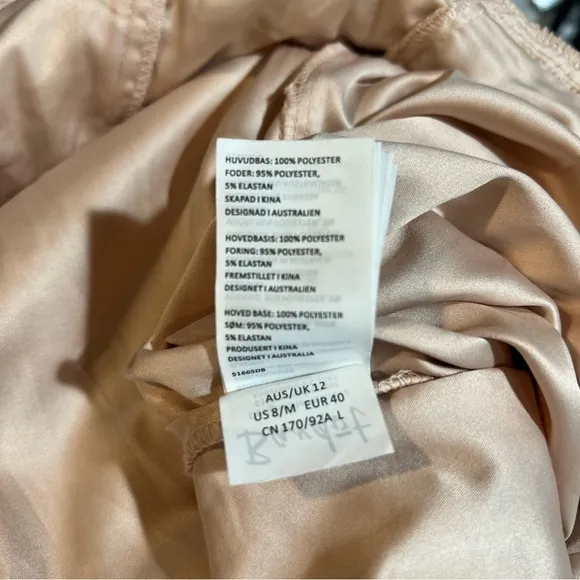 HUVUDBAS: 100% POLYESTER
FODER: 95% POLYESTER,
5% ELASTAN
SKAPAD I KINA
DESIGNAD I AUSTRALIEN
HOVEDBASIS: 100% POLYESTER
FORING: 95% POLYESTER,
5% ELASTAN
FREMSTILLET I KINA
DESIGNET I AUSTRALIEN
HOVED BASE: 100% POLYESTER
SØM: 95% POLYESTER,
5% ELASTAN
PRODUSERT I KINA
DESIGNET I AUSTRALIA
51665DB
AUS/UK 12
US 8/M EUR 40
CN 170/92A L